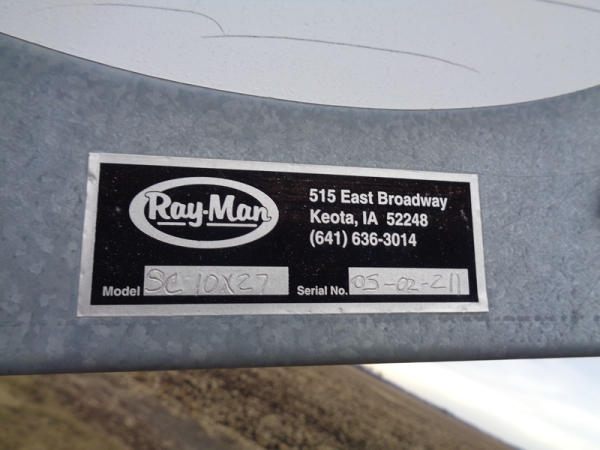 Ray-Man
515 East Broadway
Keota, IA 52248
(641) 636-3014
Model SC 10X27 Serial No. 05-02-211